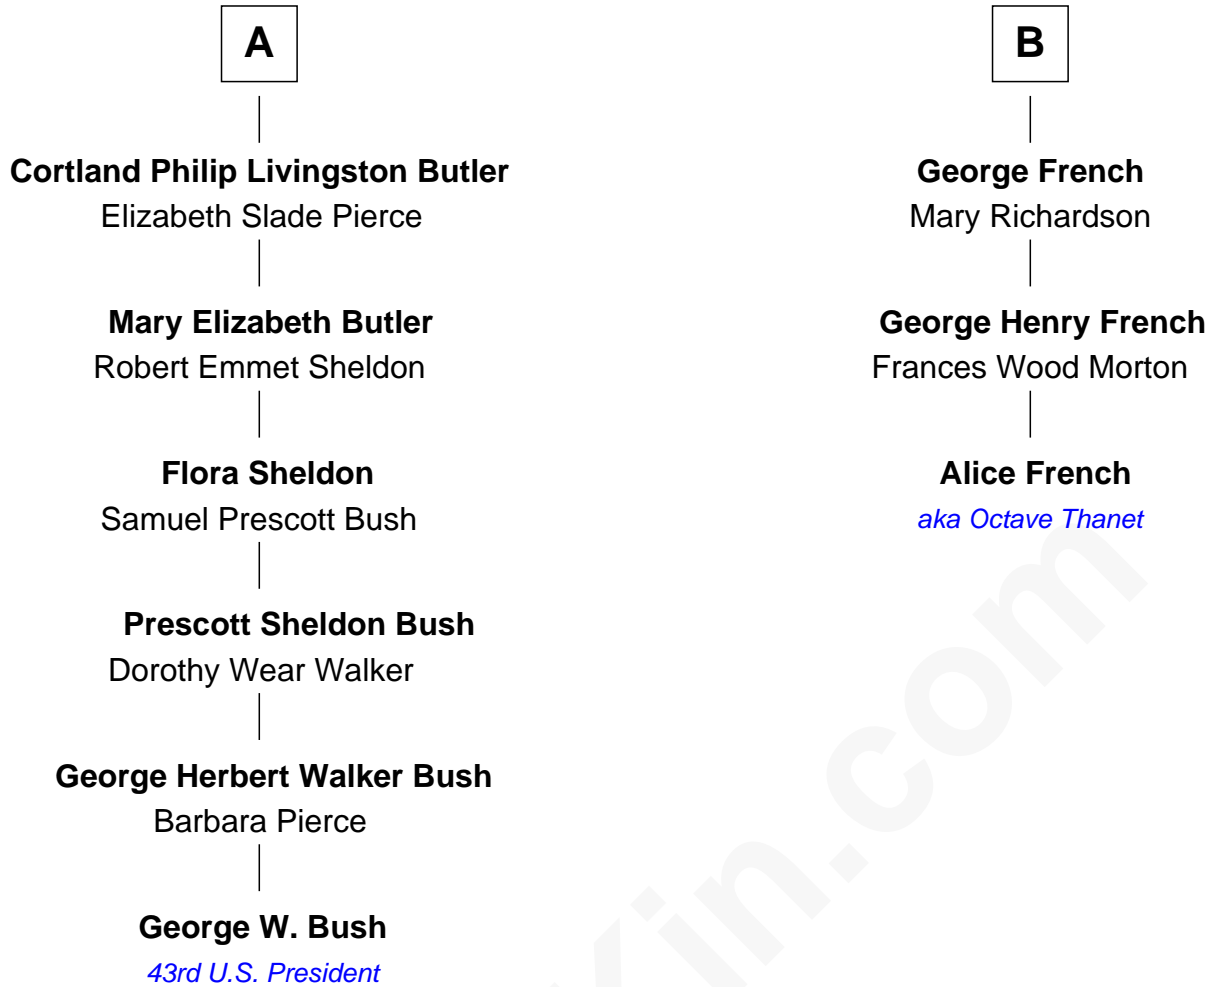 A
Cortland Philip Livingston Butler
Elizabeth Slade Pierce
Mary Elizabeth Butler
Robert Emmet Sheldon
Flora Sheldon
Samuel Prescott Bush
Prescott Sheldon Bush
Dorothy Wear Walker
George Herbert Walker Bush
Barbara Pierce
George W. Bush
43rd U.S. President
B
George French
Mary Richardson
George Henry French
Frances Wood Morton
Alice French
aka Octave Thanet